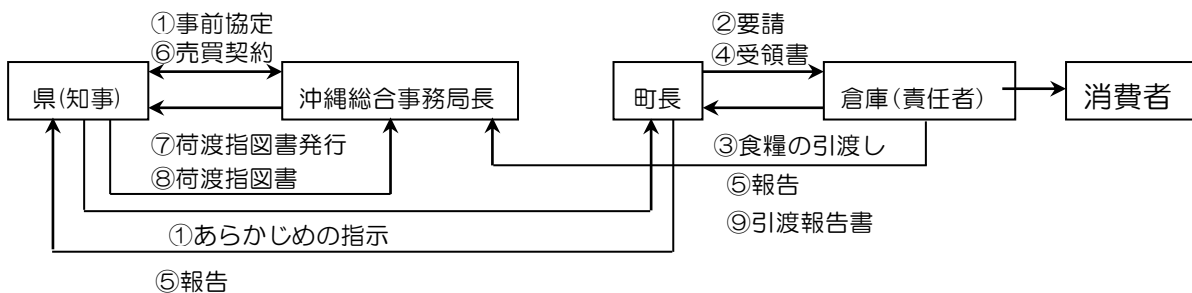 ①事前協定
⑥売買契約
②要請
④受領書
県(知事)
沖縄総合事務局長
町長
倉庫(責任者)
消費者
⑦荷渡指図書発行
⑧荷渡指図書
③食糧の引渡し
⑤報告
⑨引渡報告書
①あらかじめの指示
⑤報告